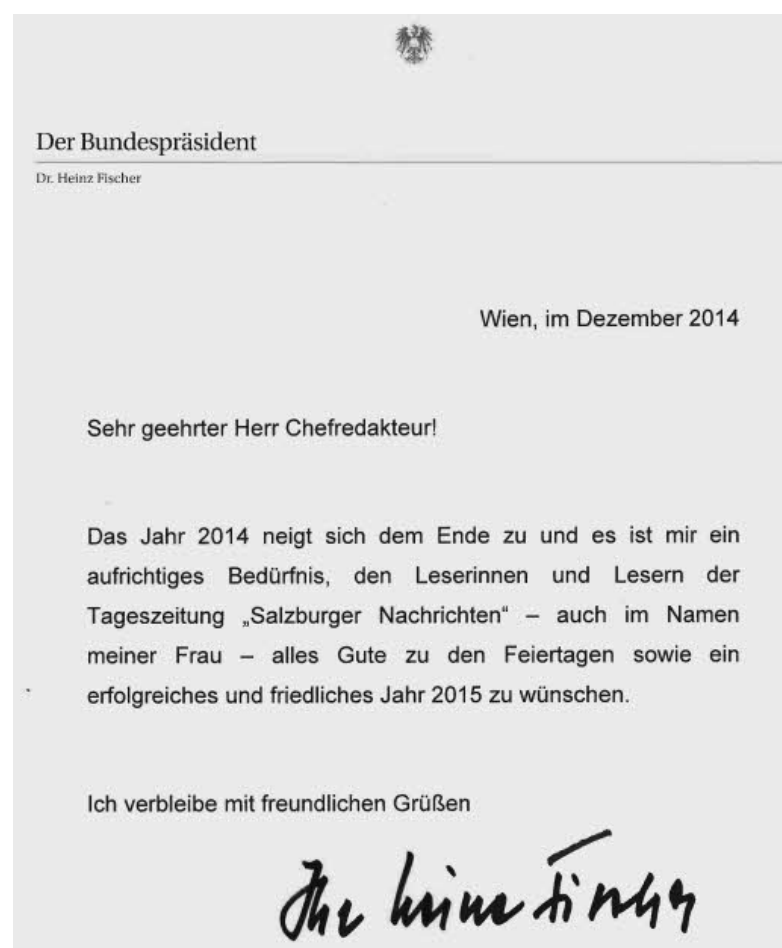 Der Bundespräsident
Dr. Heinz Fischer
Wien, im Dezember 2014
Sehr geehrter Herr Chefredakteur!
Das Jahr 2014 neigt sich dem Ende zu und es ist mir ein
aufrichtiges Bedürfnis, den Leserinnen und Lesern der
Tageszeitung „Salzburger Nachrichten“ – auch im Namen
meiner Frau – alles Gute zu den Feiertagen sowie ein
erfolgreiches und friedliches Jahr 2015 zu wünschen.
Ich verbleibe mit freundlichen Grüßen
Ihr Heinz Fischer